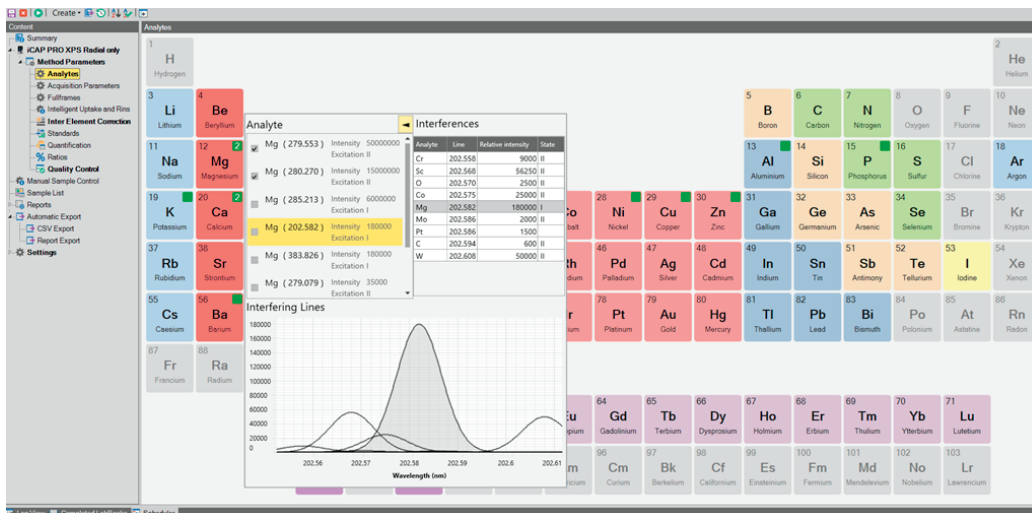 Create
Content
Summary
iCAP PRO XPS Radial only
Method Parameters
Analytes
Acquisition Parameters
Fullframes
Intelligent Uptake and Rins
Inter Element Correction
Standards
Quantification
Ratios
Quality Control
Manual Sample Control
Sample List
Reports
Automatic Export
CSV Export
Report Export
Settings
Analytes
1 H Hydrogen
2 He Helium
3 Li Lithium
4 Be Beryllium
5 B Boron
6 C Carbon
7 N Nitrogen
8 O Oxygen
9 F Fluorine
10 Ne Neon
11 Na Sodium
12 2 Mg Magnesium
13 Al Aluminium
14 Si Silicon
15 P Phosphorus
16 S Sulfur
17 Cl Chlorine
18 Ar Argon
19 K Potassium
20 2 Ca Calcium
28 Ni Nickel
29 Cu Copper
30 Zn Zinc
31 Ga Gallium
32 Ge Germanium
33 As Arsenic
34 Se Selenium
35 Br Bromine
36 Kr Krypton
37 Rb Rubidium
38 Sr Strontium
46 Pd Palladium
47 Ag Silver
48 Cd Cadmium
49 In Indium
50 Sn Tin
51 Sb Antimony
52 Te Tellurium
53 I Iodine
54 Xe Xenon
55 Cs Caesium
56 Ba Barium
78 Pt Platinum
79 Au Gold
80 Hg Mercury
81 Tl Thallium
82 Pb Lead
83 Bi Bismuth
84 Po Polonium
85 At Astatine
86 Rn Radon
87 Fr Francium
88 Ra Radium
64 Gd Gadolinium
65 Tb Terbium
66 Dy Dysprosium
67 Ho Holmium
68 Er Erbium
69 Tm Thulium
70 Yb Ytterbium
71 Lu Lutetium
96 Cm Curium
97 Bk Berkelium
98 Cf Californium
99 Es Einsteinium
100 Fm Fermium
101 Md Mendelevium
102 No Nobelium
103 Lr Lawrencium
Analyte
Mg (279.553) Intensity 50000000
Excitation II
Mg (280.270) Intensity 15000000
Excitation II
Mg (285.213) Intensity 6000000
Excitation I
Mg (202.582) Intensity 180000
Excitation I
Mg (383.826) Intensity 180000
Excitation I
Mg (279.079) Intensity 35000
Excitation II
Interferences
Analyte Line Relative intensity State
Cr 202.558 9000 II
Sc 202.568 56250 II
O 202.570 2500 II
Co 202.575 25000 II
Mg 202.582 180000 I
Mo 202.586 2000 II
Pt 202.586 1500
C 202.594 600 II
W 202.608 50000 II
Interfering Lines
180000
160000
140000
120000
100000
80000
60000
40000
20000
0
202.56 202.57 202.58 202.59 202.6 202.61
Wavelength (nm)